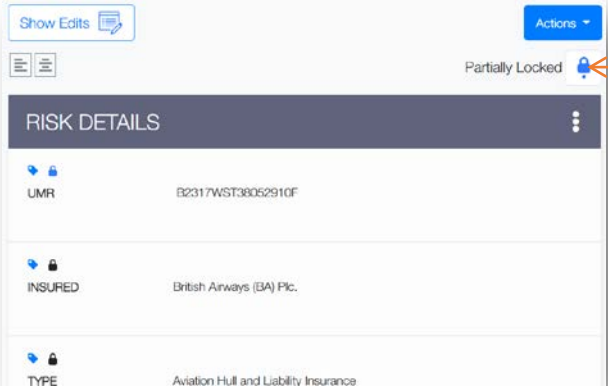 Show Edits
Actions
Partially Locked
RISK DETAILS
UMR B2317WST38052910F
INSURED British Airways (BA) Plc.
TYPE Aviation Hull and Liability Insurance